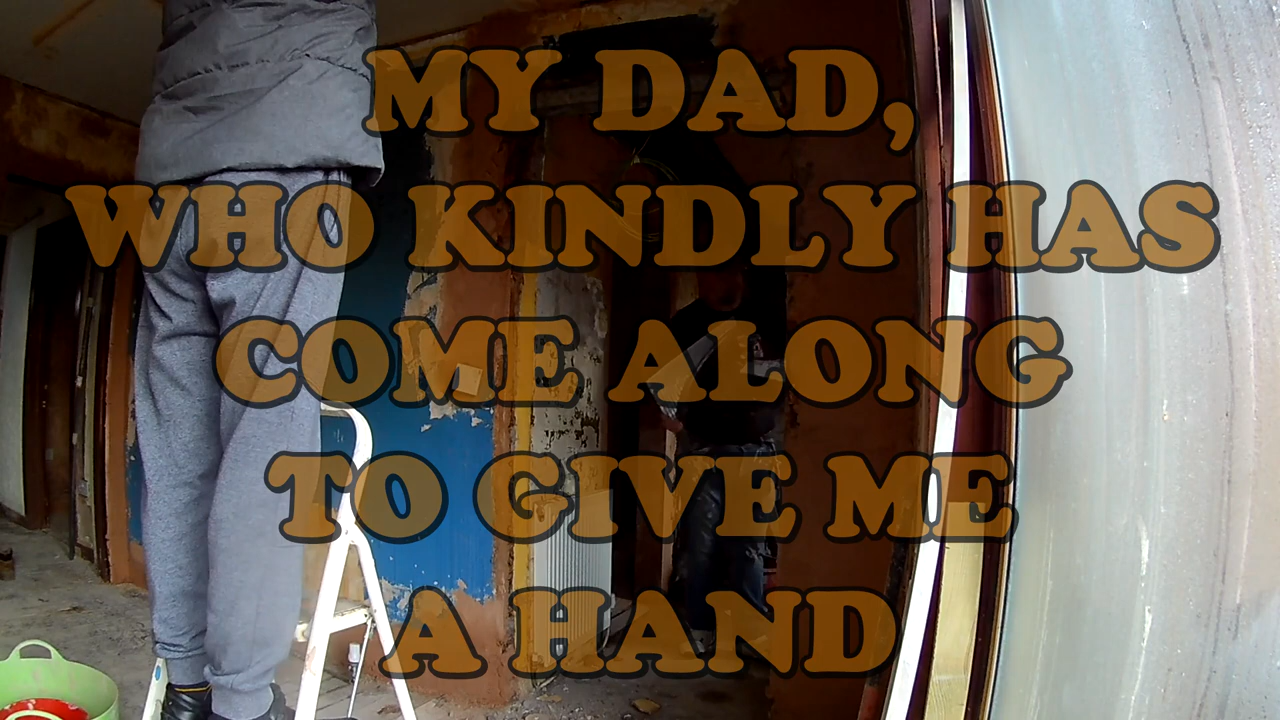 MY DAD,
WHO KINDLY HAS
COME ALONG
TO GIVE ME
A HAND